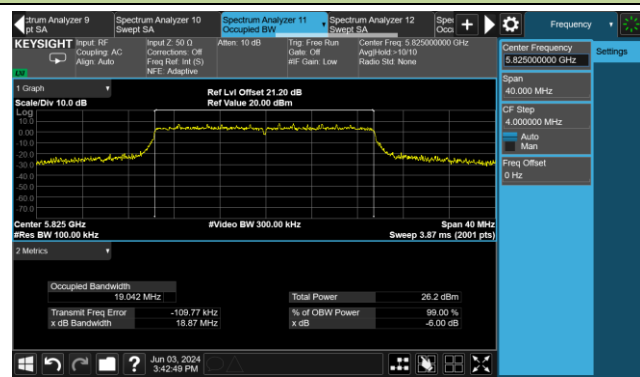 ctrum Analyzer 9
pt SA
Spectrum Analyzer 10
Swept SA
Spectrum Analyzer 11
Occupied BW
Spectrum Analyzer 12
Swept SA
Spe
Occ
Frequency
KEYSIGHT
Input: RF
Coupling: AC
Align: Auto
Input Z: 50 Ω
Corrections: Off
Freq Ref: Int (S)
NFE: Adaptive
Atten: 10 dB
Trig: Free Run
Gate: Off
#IF Gain: Low
Center Freq: 5.825000000 GHz
Avg|Hold:>10/10
Radio Std: None
Center Frequency
5.825000000 GHz
Settings
Span
40.000 MHz
CF Step
4.000000 MHz
Auto
Man
Freq Offset
0 Hz
1 Graph
Scale/Div 10.0 dB
Ref Lvl Offset 21.20 dB
Ref Value 20.00 dBm
Log
10.0
0.00
-10.0
-20.0
-30.0
-40.0
-50.0
-60.0
-70.0
Center 5.825 GHz
#Res BW 100.00 kHz
#Video BW 300.00 kHz
Span 40 MHz
Sweep 3.87 ms (2001 pts)
2 Metrics
Occupied Bandwidth
19.042 MHz
Total Power
26.2 dBm
Transmit Freq Error
-109.77 kHz
% of OBW Power
99.00 %
x dB Bandwidth
18.87 MHz
x dB
-6.00 dB
Jun 03, 2024
3:42:49 PM